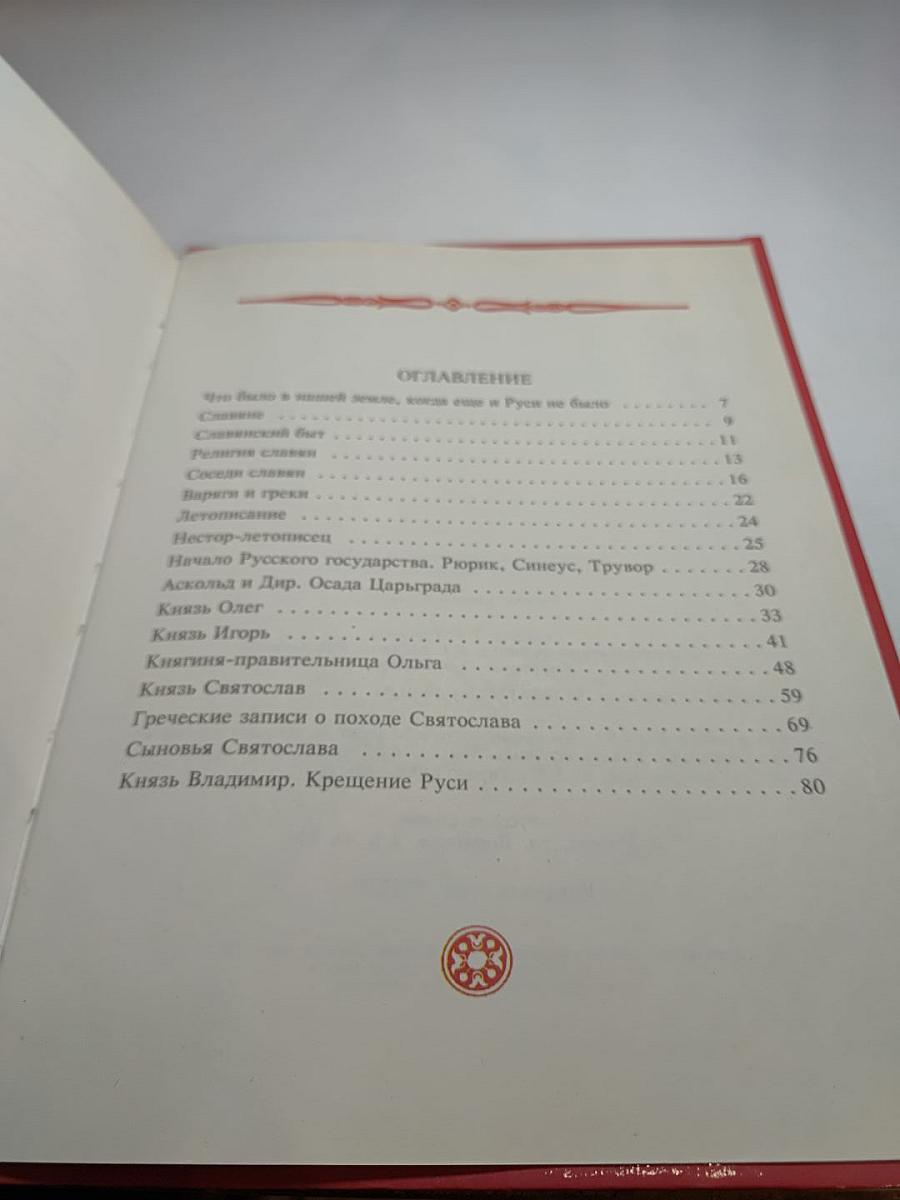 ОГЛАВЛЕНИЕ
Что было в нашей земле, когда еще и Руси не было ........ 7
Славяне ........ 9
Славянский быт ........ 11
Религия славян ........ 13
Соседи славян ........ 16
Варяги и греки ........ 22
Летописание ........ 24
Нестор-летописец ........ 25
Начало Русского государства. Рюрик, Синеус, Трувор ....... 28
Аскольд и Дир. Осада Царьграда ........ 30
Князь Олег ........ 33
Князь Игорь ........ 41
Княгиня-правительница Ольга ........ 48
Князь Святослав ........ 59
Греческие записи о походе Святослава ........ 69
Сыновья Святослава ........ 76
Князь Владимир. Крещение Руси ........ 80